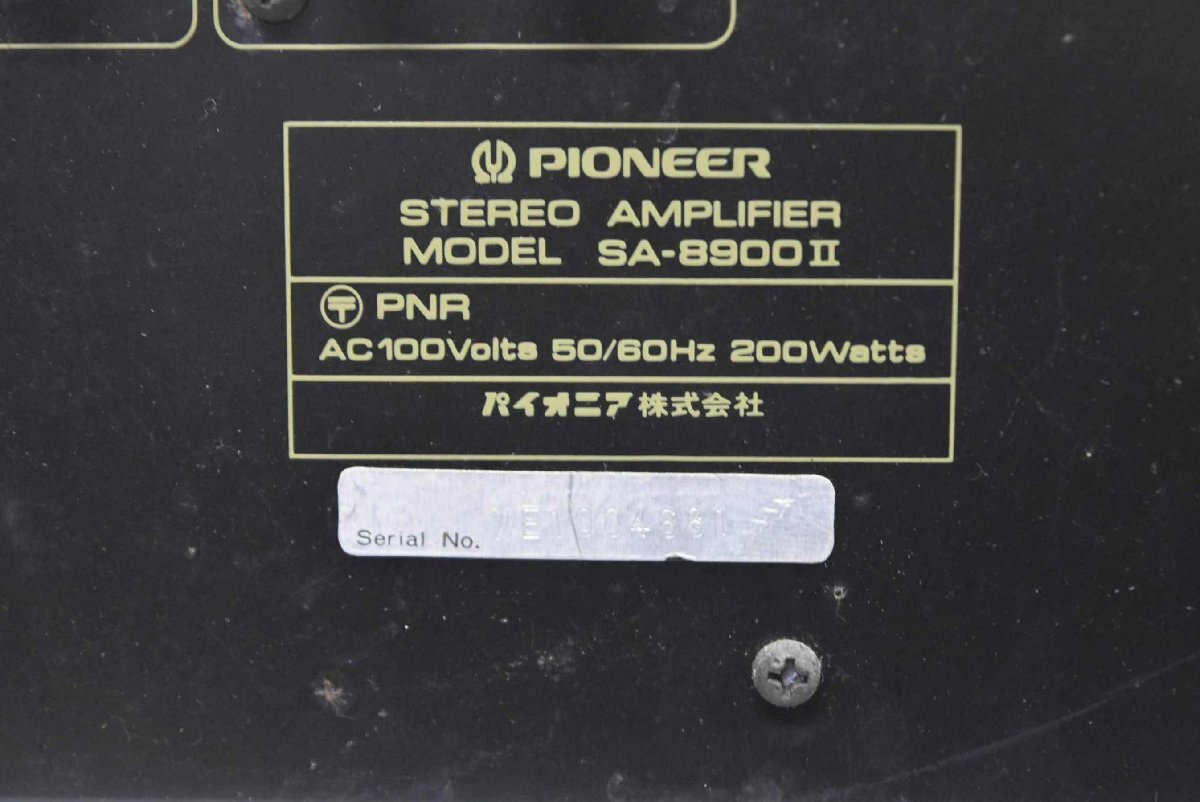 PIONEER
STEREO AMPLIFIER
MODEL SA-8900II
〒 PNR
AC100Volts 50/60Hz 200Watts
パイオニア株式会社
Serial No.